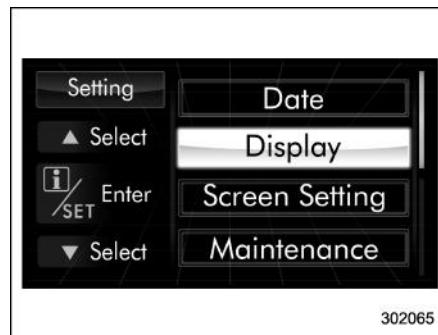 Setting
▲ Select
i/SET Enter
▼ Select
Date
Display
Screen Setting
Maintenance
302065